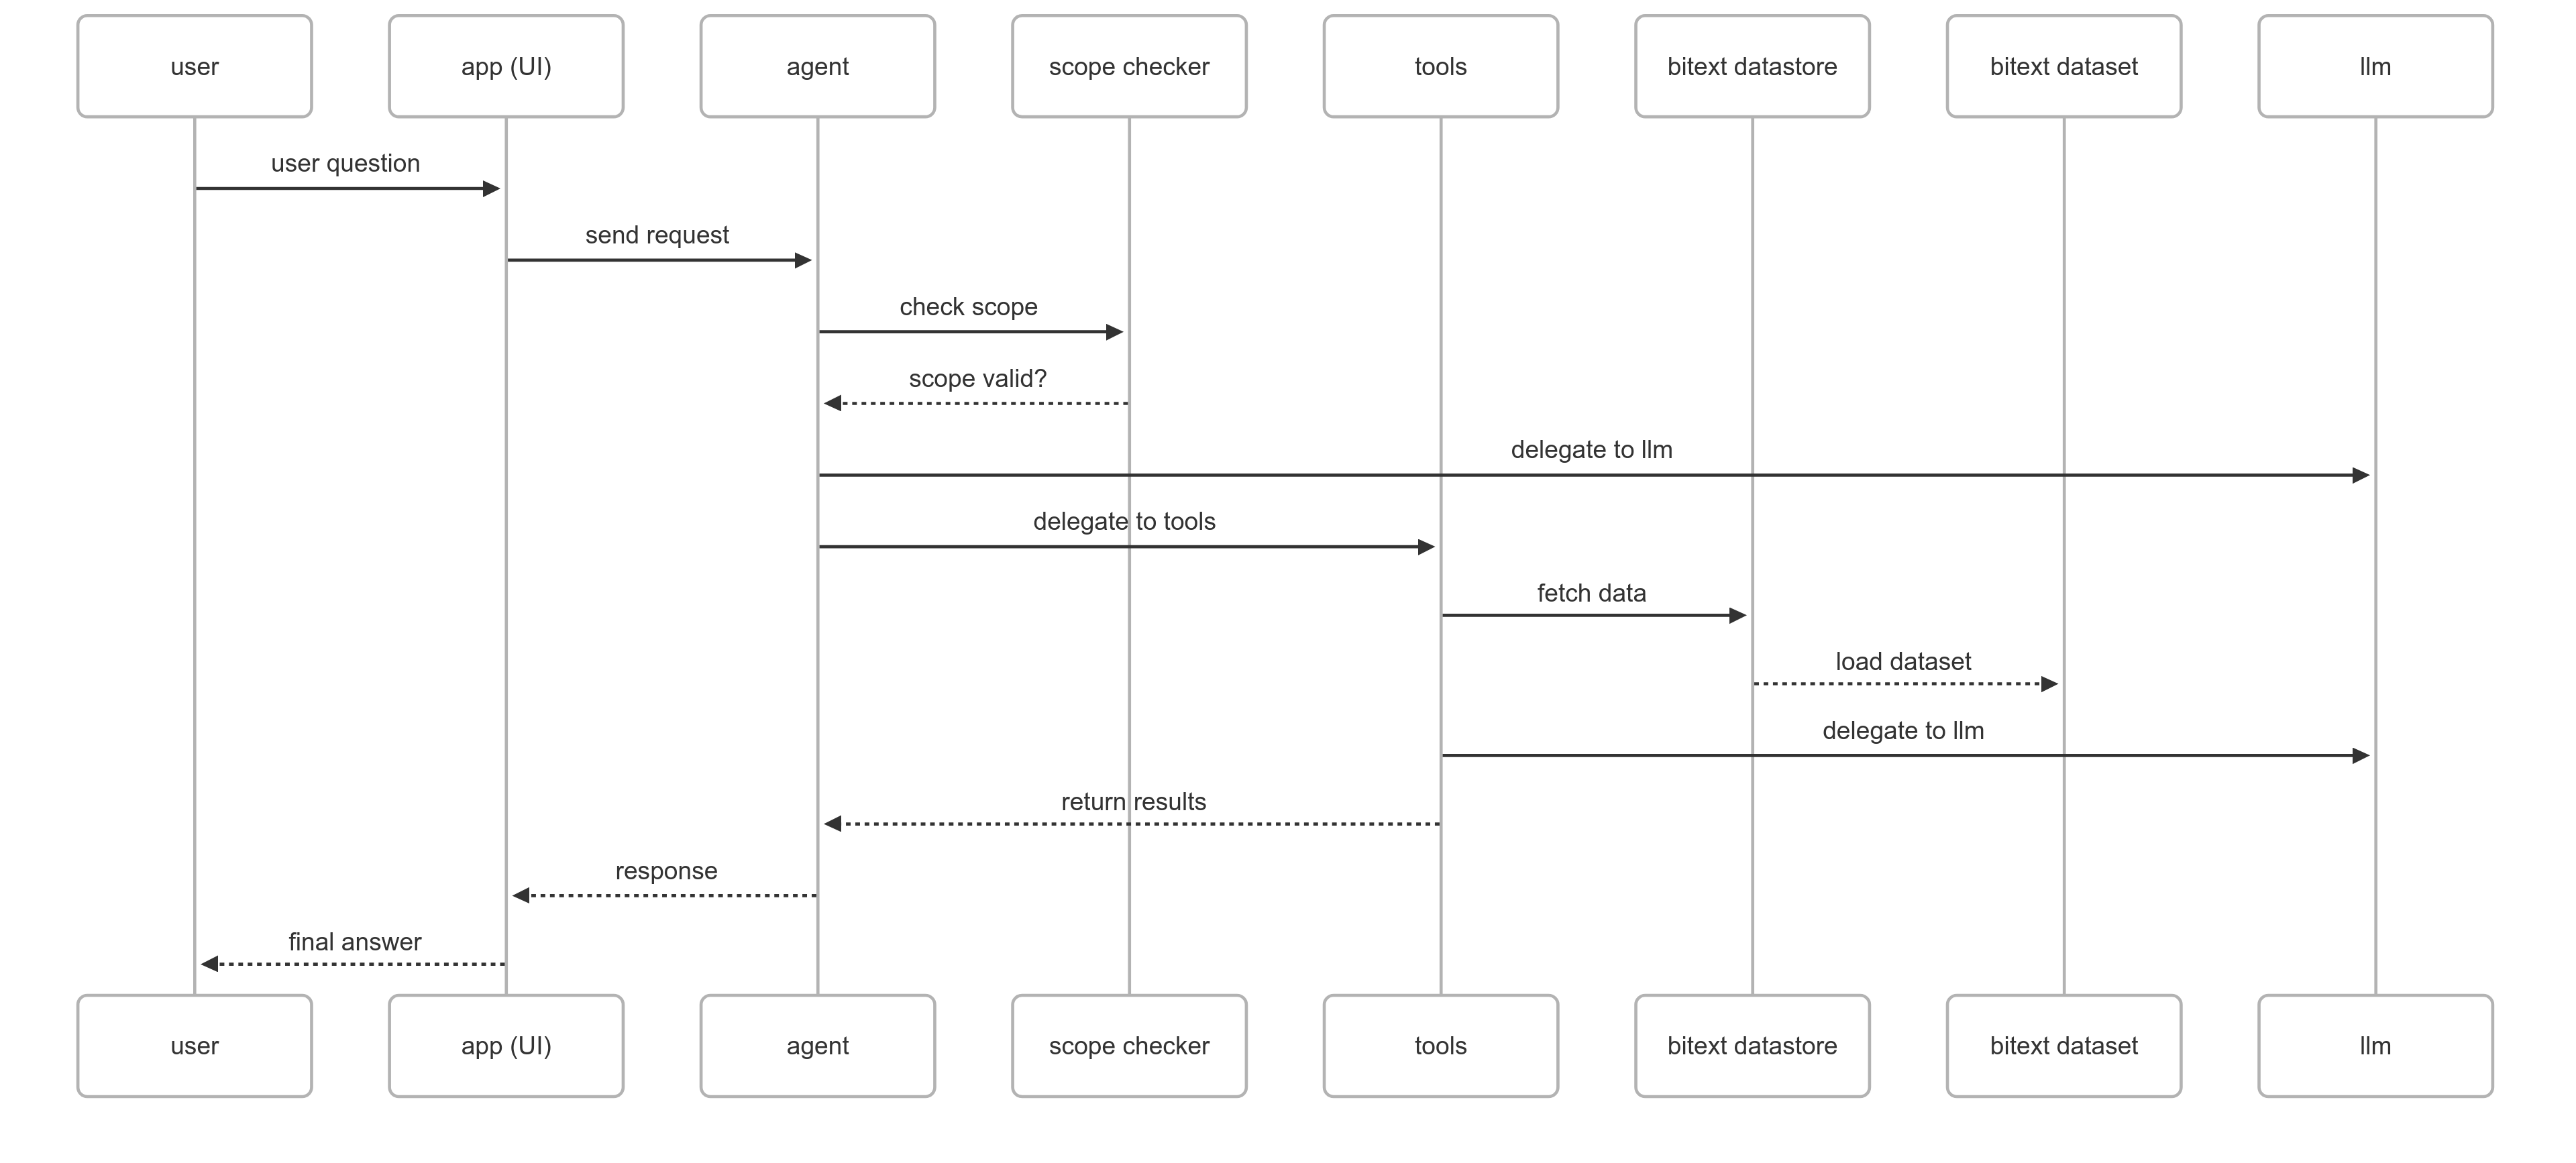 user
app (UI)
agent
scope checker
tools
bitext datastore
bitext dataset
llm
user question
send request
check scope
scope valid?
delegate to llm
delegate to tools
fetch data
load dataset
delegate to llm
return results
response
final answer
user
app (UI)
agent
scope checker
tools
bitext datastore
bitext dataset
llm